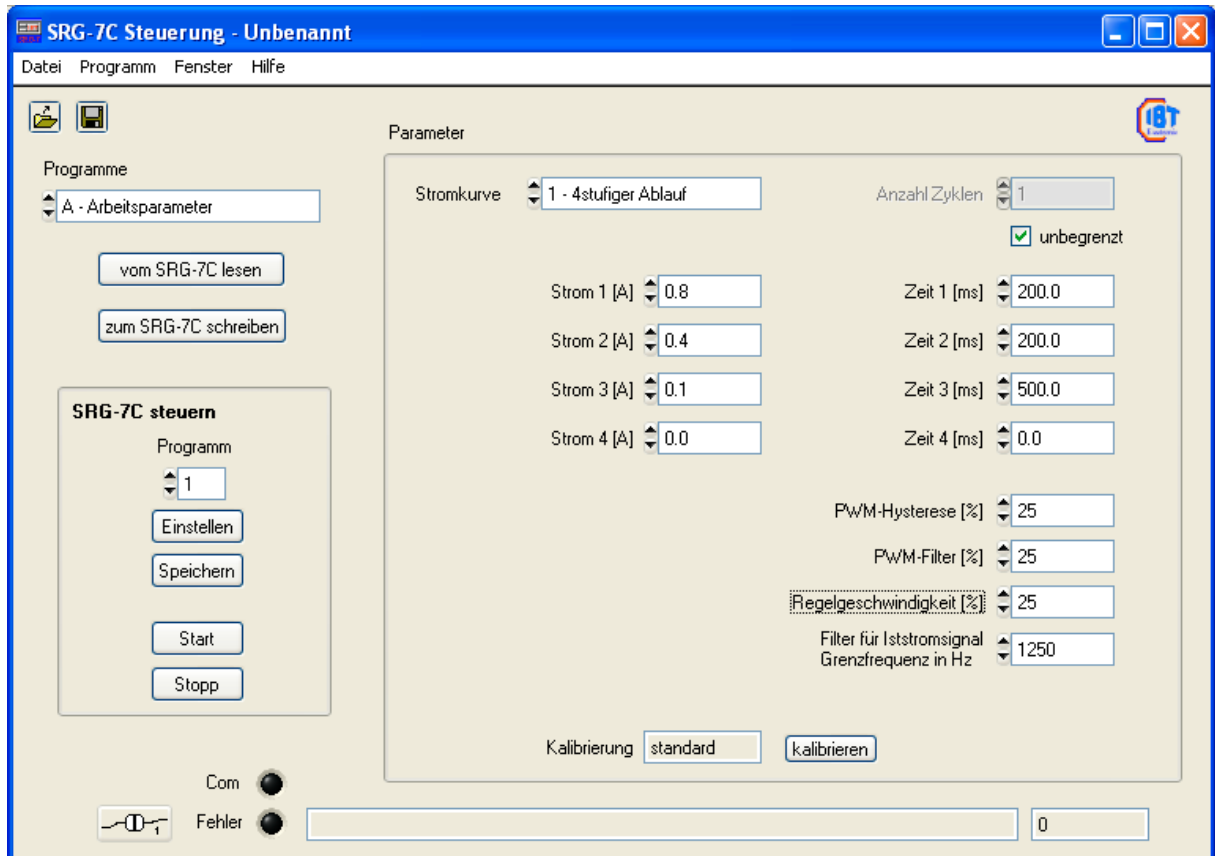 SRG-7C Steuerung - Unbenannt
Datei Programm Fenster Hilfe
IBT
Parameter
Programme
A - Arbeitsparameter
vom SRG-7C lesen
zum SRG-7C schreiben
SRG-7C steuern
Programm
1
Einstellen
Speichern
Start
Stopp
Stromkurve 1 - 4stufiger Ablauf Anzahl Zyklen 1
unbegrenzt
Strom 1 [A] 0.8 Zeit 1 [ms] 200.0
Strom 2 [A] 0.4 Zeit 2 [ms] 200.0
Strom 3 [A] 0.1 Zeit 3 [ms] 500.0
Strom 4 [A] 0.0 Zeit 4 [ms] 0.0
PWM-Hysterese [%] 25
PWM-Filter [%] 25
Regelgeschwindigkeit [%] 25
Filter für Iststromsignal
Grenzfrequenz in Hz 1250
Kalibrierung standard kalibrieren
Com
Fehler 0